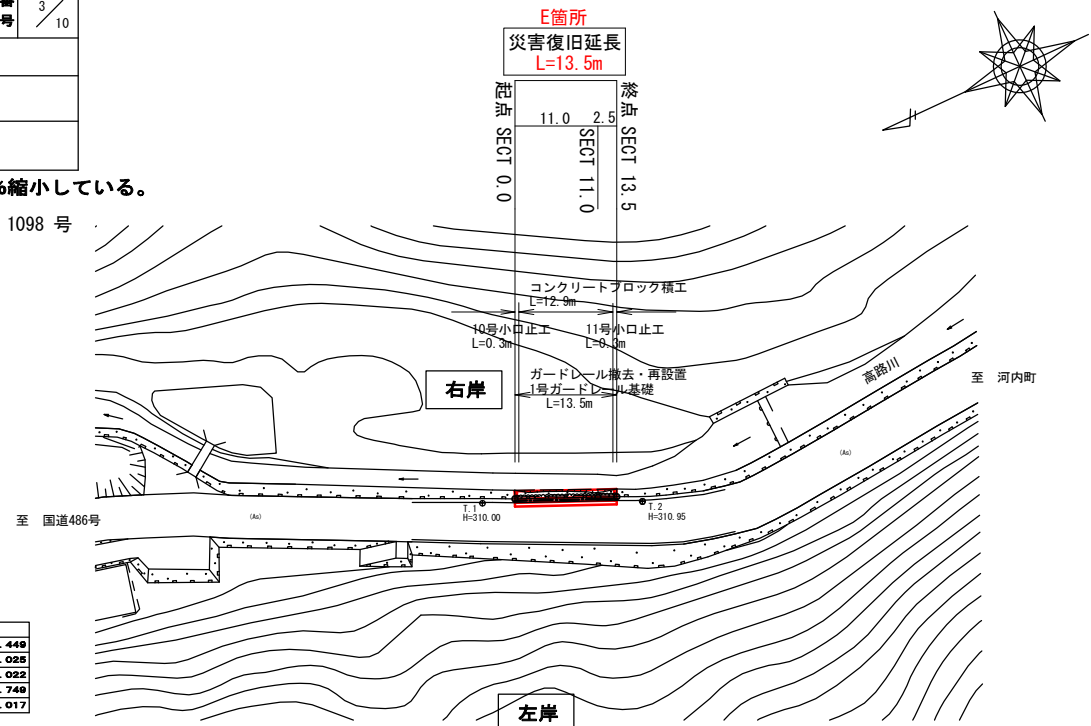 番
号
3/10
E箇所
災害復旧延長
L=13.5m
起点 SECT 0.0
11.0
2.5
SECT 11.0
終点 SECT 13.5
%縮小している。
1098 号
コンクリートブロック積工
L=12.9m
10号小口止工
L=0.3m
11号小口止工
L=0.3m
ガードレール撤去・再設置
1号ガードレール基礎
L=13.5m
右岸
高路川
至 河内町
(As)
T.1
H=310.00
T.2
H=310.95
至 国道486号
(As)
.449
.025
.022
.749
.017
左岸